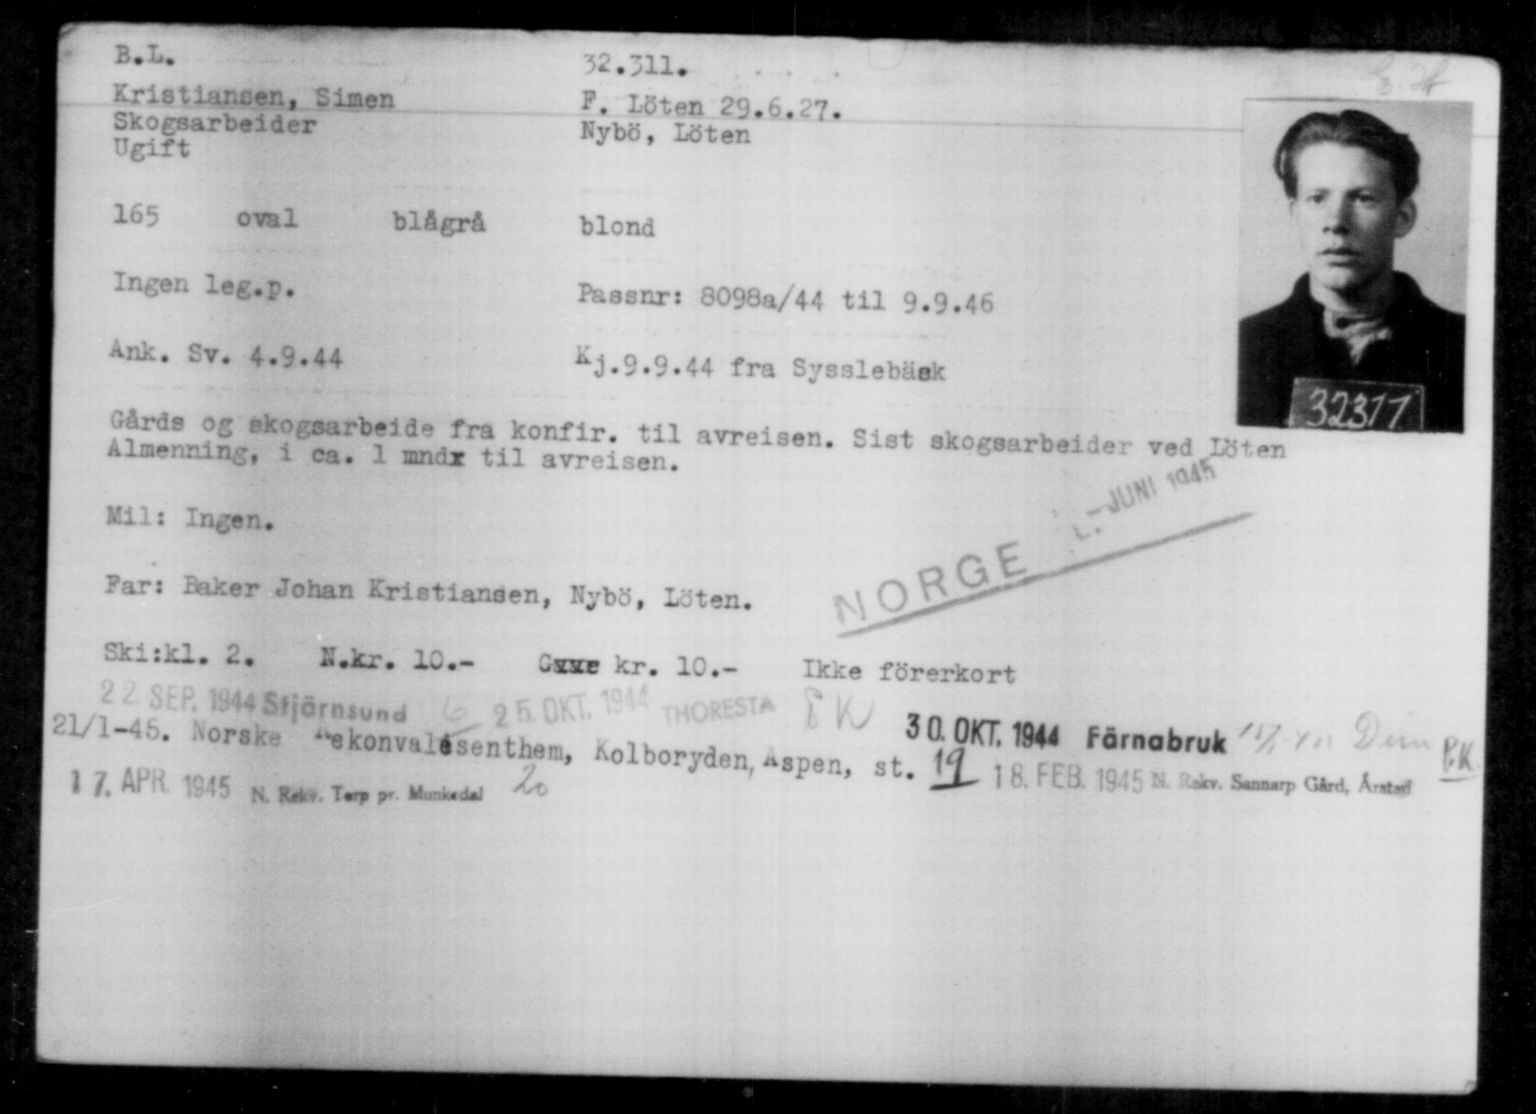 B.L. 32.311.
Kristiansen, Simen F. Löten 29.6.27.
Skogsarbeider Nybö, Löten
Ugift
165 oval blågrå blond
Ingen leg.p. Passnr: 8098a/44 til 9.9.46
Ank. Sv. 4.9.44 Kj.9.9.44 fra Sysslebäck
32311
Gårds og skogsarbeide fra konfir. til avreisen. Sist skogsarbeider ved Löten
Almenning, i ca. 1 mndr til avreisen.
JUNI 1945
Mil: Ingen.
NORGE
Far: Baker Johan Kristiansen, Nybö, Löten.
Ski:kl. 2. N.kr. 10.- kr. 10.- Ikke förerkort
22. SEP. 1944 Stjärnsund 6 25. OKT. 1944 THORESTA 8 K 30. OKT. 1944 Färnabruk
21/1-45. Norske Rekonvalesenthem, Kolboryden, Aspen, st. 19 18. FEB. 1945 N. Rekv. Sannarp Gård, Årstad P.K.
17. APR. 1945 N. Rekv. Torp pr. Munkedal 20